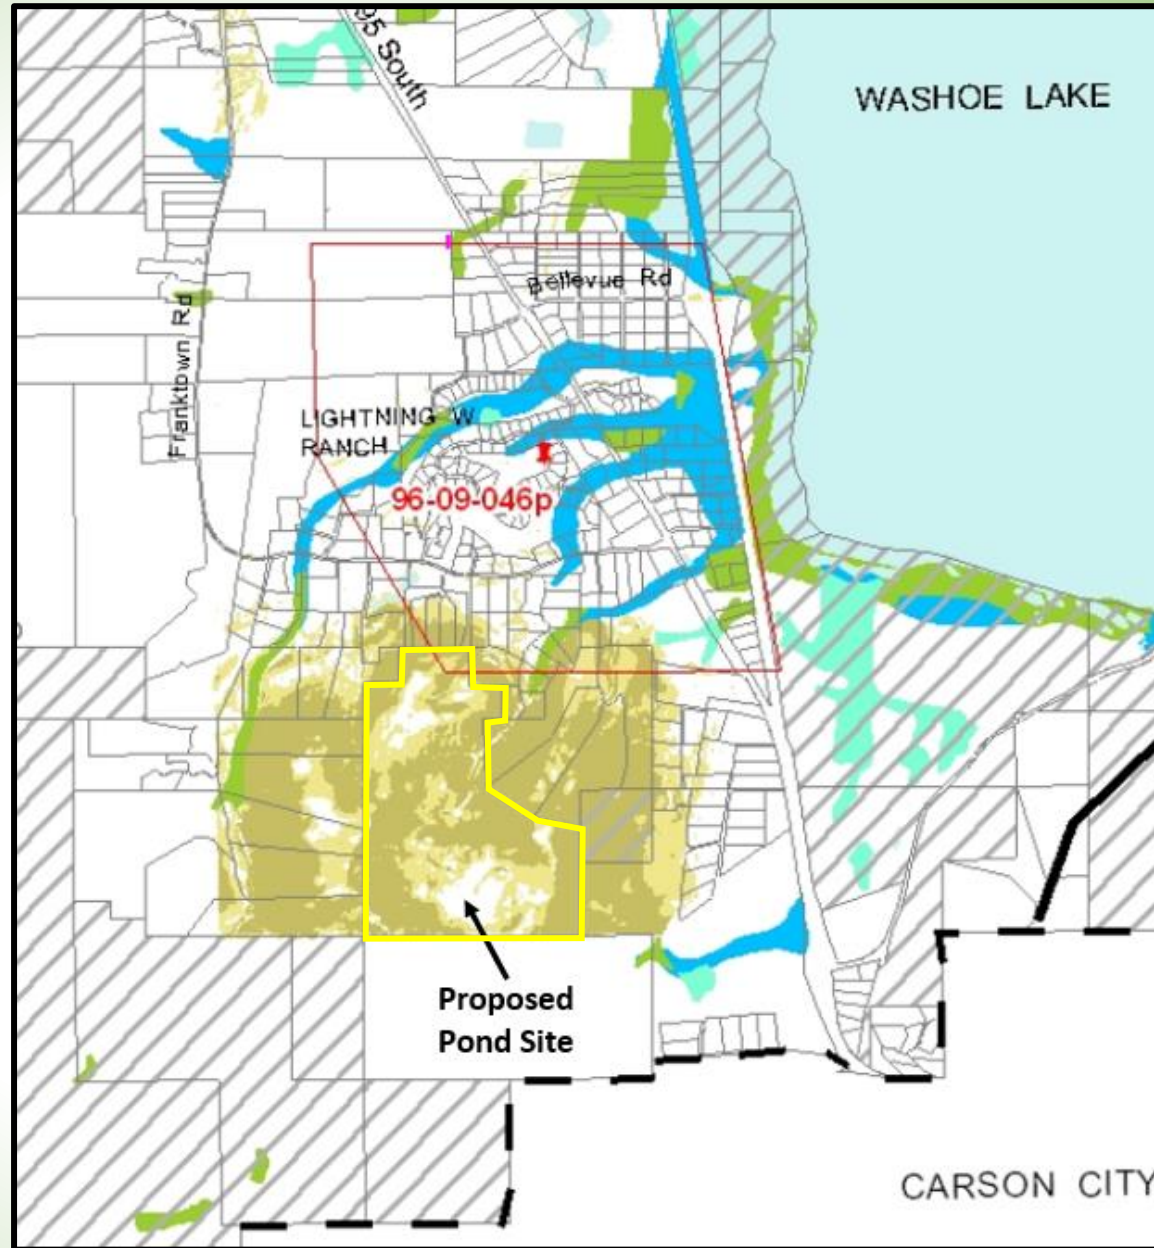 95 South
WASHOE LAKE
Bellevue Rd
Franktown Rd
LIGHTNING W
RANCH
96-09-046p
Proposed
Pond Site
CARSON CITY